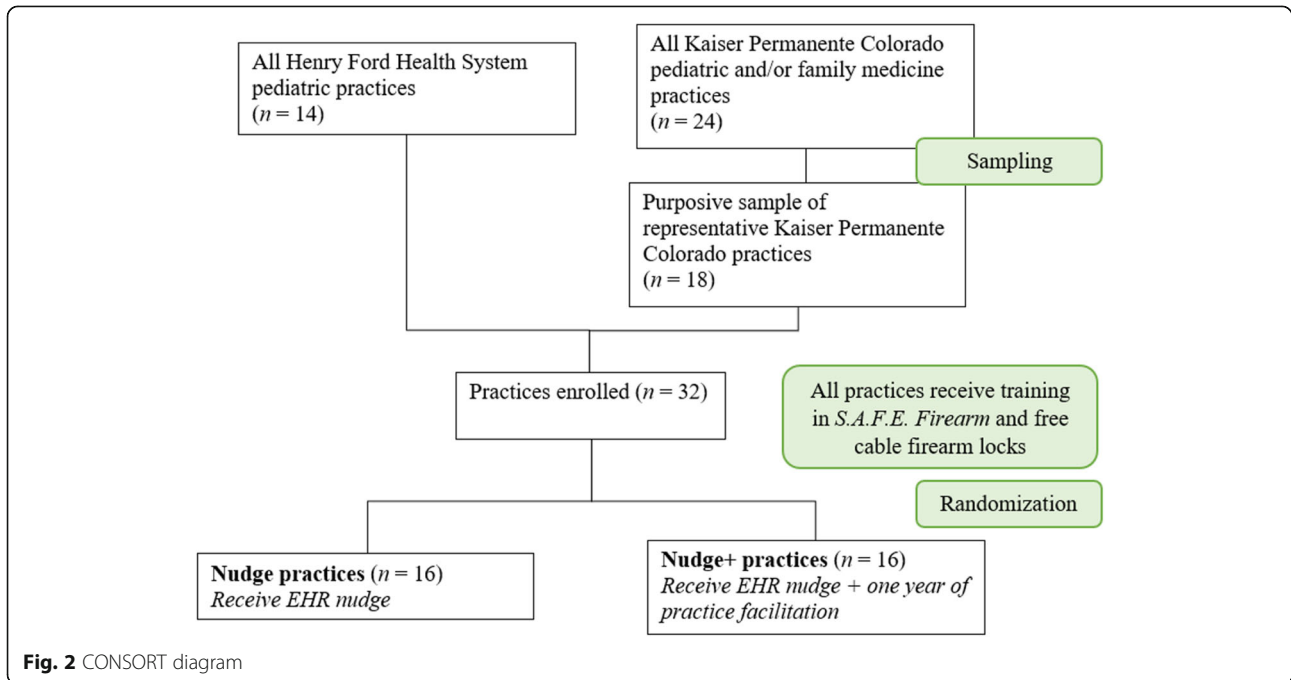 All Henry Ford Health System
pediatric practices
(n = 14)
All Kaiser Permanente Colorado
pediatric and/or family medicine
practices
(n = 24)
Sampling
Purposive sample of
representative Kaiser Permanente
Colorado practices
(n = 18)
Practices enrolled (n = 32)
All practices receive training
in S.A.F.E. Firearm and free
cable firearm locks
Randomization
Nudge practices (n = 16)
Receive EHR nudge
Nudge+ practices (n = 16)
Receive EHR nudge + one year of
practice facilitation
Fig. 2 CONSORT diagram